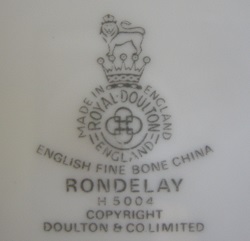 MADE IN ENGLAND
ROYAL DOULTON
ENGLAND
ENGLISH FINE BONE CHINA
RONDELAY
H 5004
COPYRIGHT
DOULTON & CO LIMITED